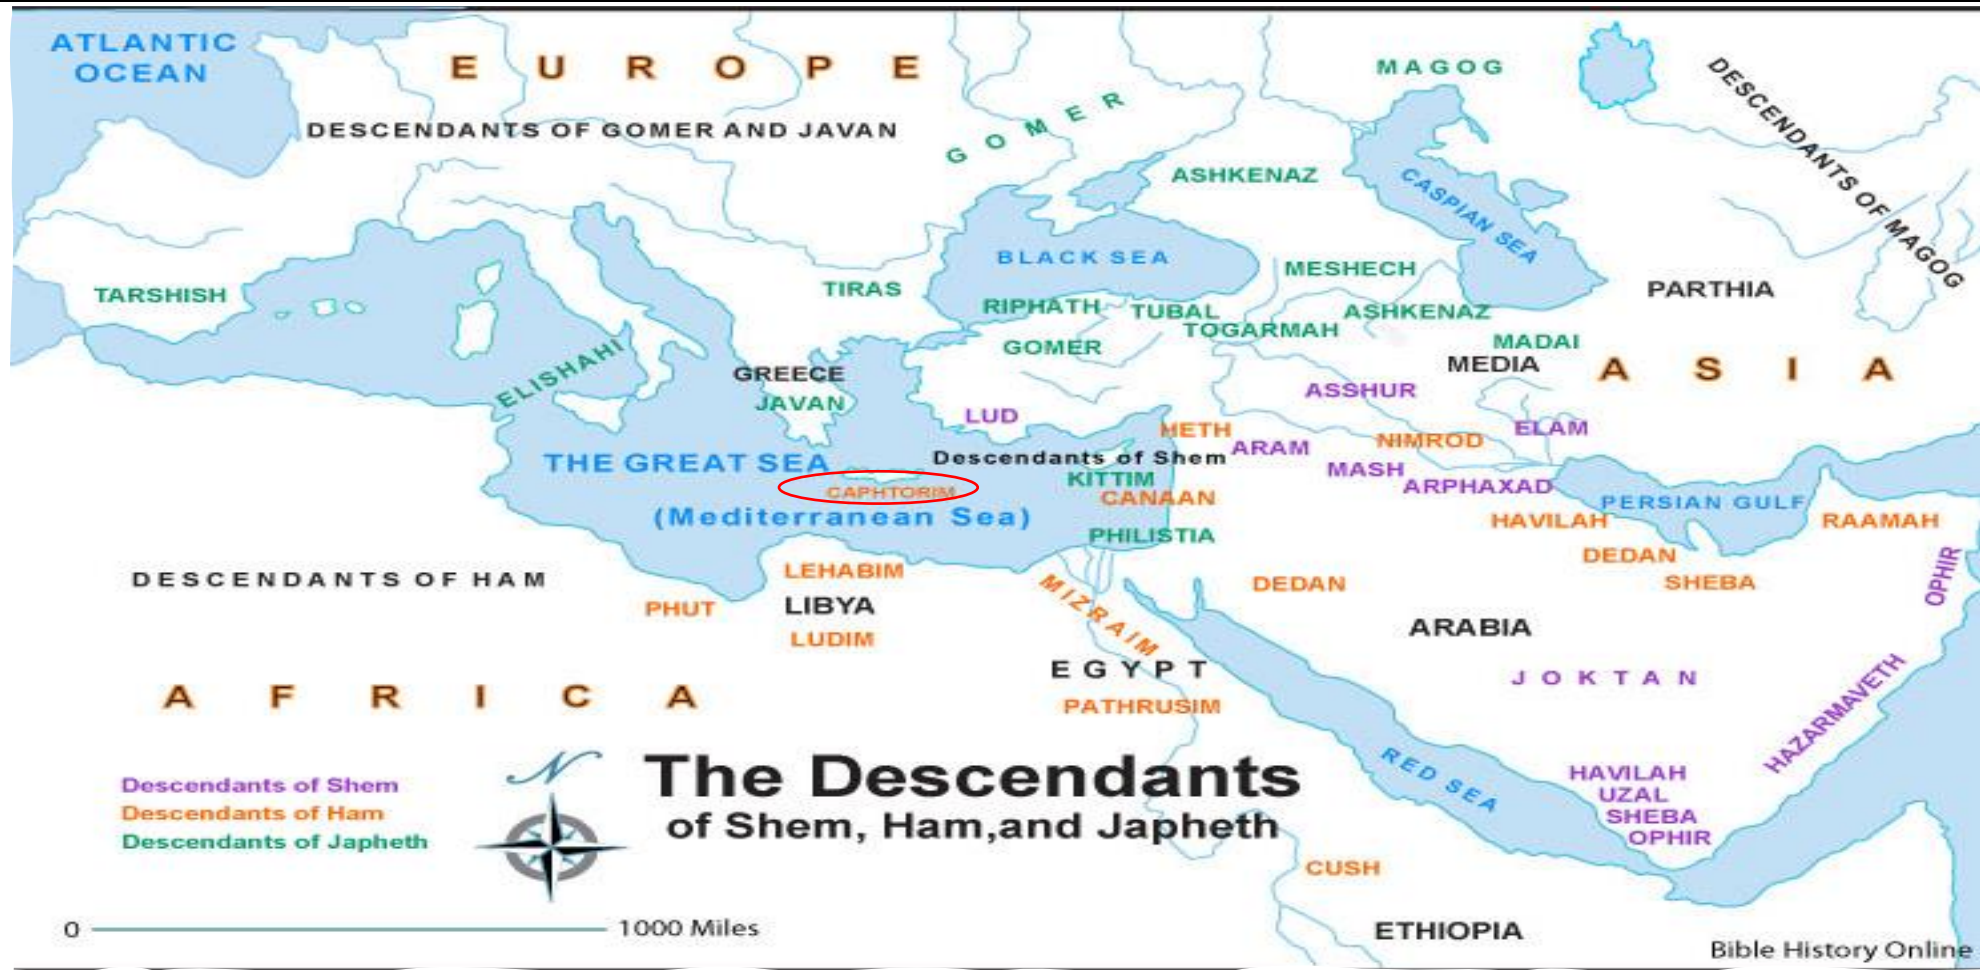 ATLANTIC
OCEAN
EUROPE
MAGOG
DESCENDANTS OF MAGOG
DESCENDANTS OF GOMER AND JAVAN
GOMER
ASHKENAZ
CASPIAN SEA
BLACK SEA
MESHECH
TARSHISH
TIRAS
PARTHIA
RIPHATH
TUBAL
ASHKENAZ
TOGARMAH
GOMER
MADAI
MEDIA
ASIA
ELISHAHI
GREECE
JAVAN
ASSHUR
LUD
HETH
ELAM
NIMROD
ARAM
Descendants of Shem
THE GREAT SEA
MASH
KITTIM
ARPHAXAD
CAPHTORIM
CANAAN
PERSIAN GULF
(Mediterranean Sea)
HAVILAH
RAAMAH
PHILISTIA
DEDAN
OPHIR
DESCENDANTS OF HAM
LEHABIM
MIZRAIM
DEDAN
SHEBA
PHUT
LIBYA
LUDIM
ARABIA
EGYPT
JOKTAN
AFRICA
PATHRUSIM
HAZARMAVETH
The Descendants
of Shem, Ham,and Japheth
RED SEA
HAVILAH
UZAL
SHEBA
OPHIR
N
Descendants of Shem
Descendants of Ham
Descendants of Japheth
CUSH
0
1000 Miles
ETHIOPIA
Bible History Online